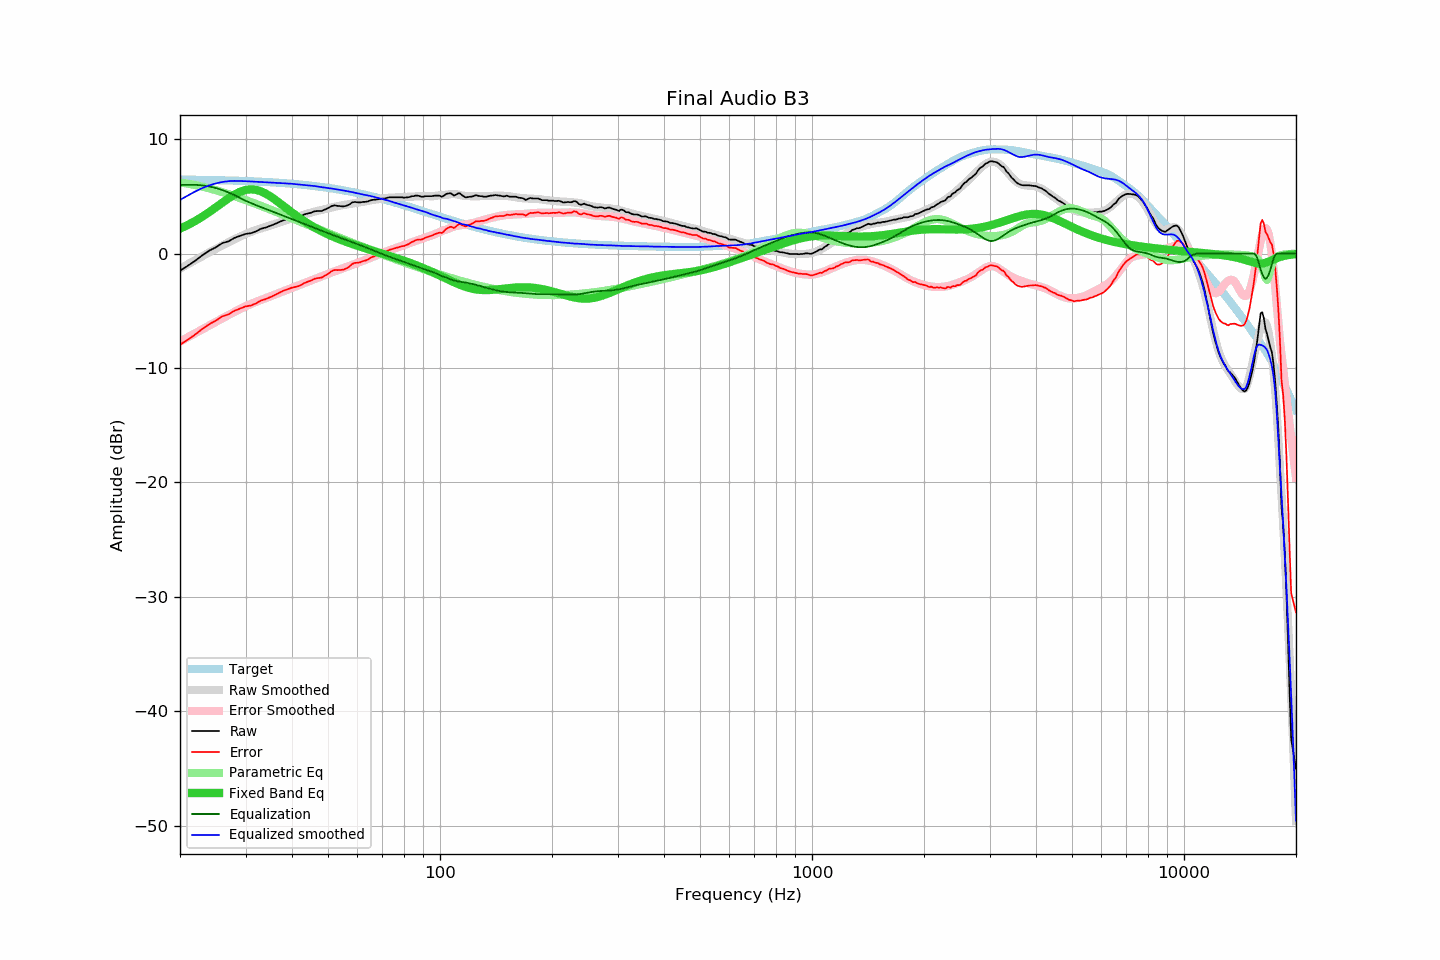 Final Audio B3
10
5
0
−10
−20
−30
−40
−50
Amplitude (dBr)
Target
Raw Smoothed
Error Smoothed
Raw
Error
Parametric Eq
Fixed Band Eq
Equalization
Equalized smoothed
100
1000
10000
Frequency (Hz)